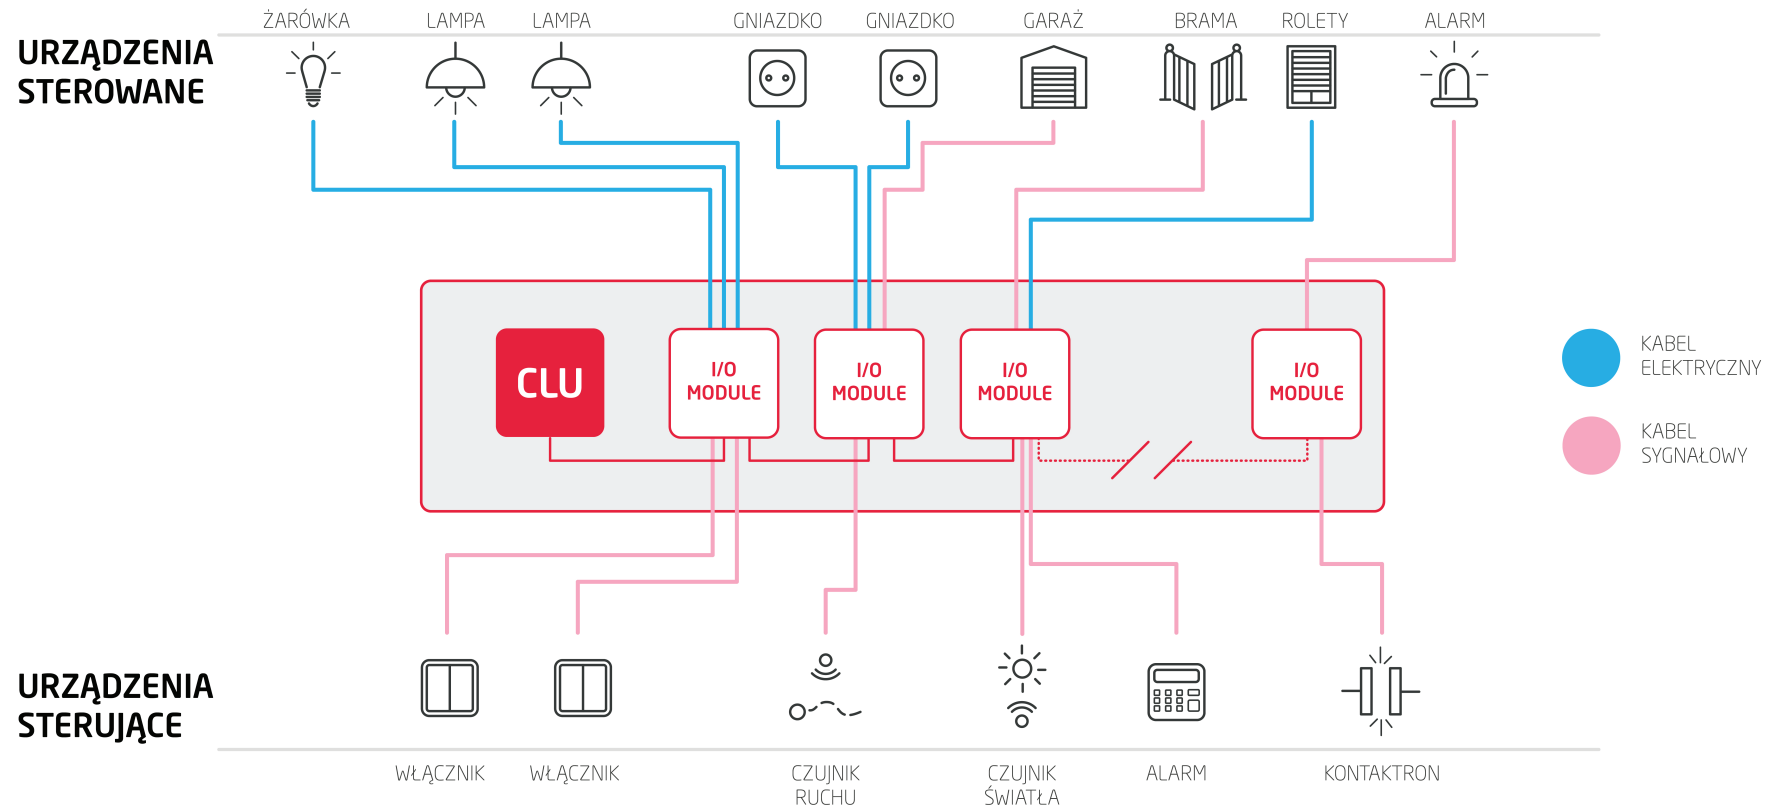 ŻARÓWKA
LAMPA
LAMPA
GNIAZDKO
GNIAZDKO
GARAŻ
BRAMA
ROLETY
ALARM
URZĄDZENIA
STEROWANE
CLU
I/O
MODULE
I/O
MODULE
I/O
MODULE
I/O
MODULE
KABEL
ELEKTRYCZNY
KABEL
SYGNAŁOWY
URZĄDZENIA
STERUJĄCE
WŁĄCZNIK
WŁĄCZNIK
CZUJNIK
RUCHU
CZUJNIK
ŚWIATŁA
ALARM
KONTAKTRON